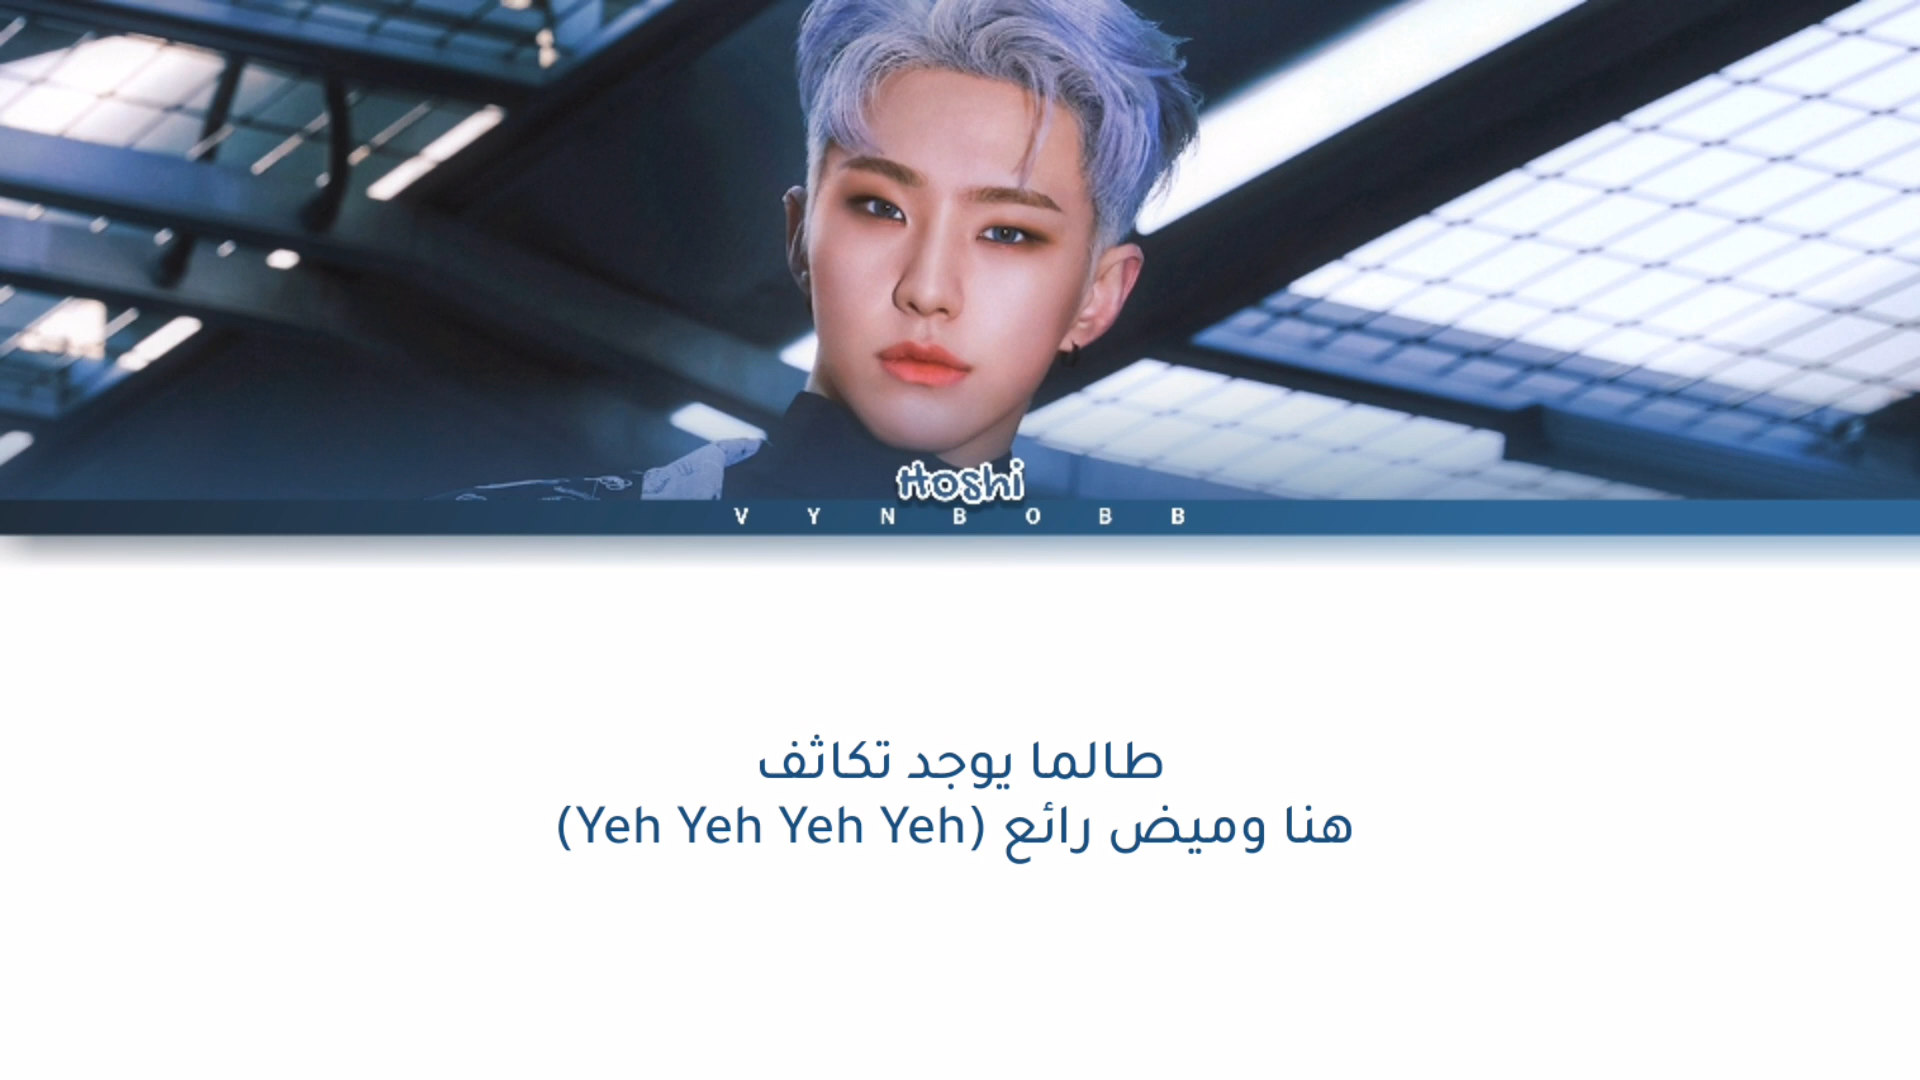 Hoshi
V Y N B O B B
طالما يوجد تكاثف
هنا وميض رائع (Yeh Yeh Yeh Yeh)